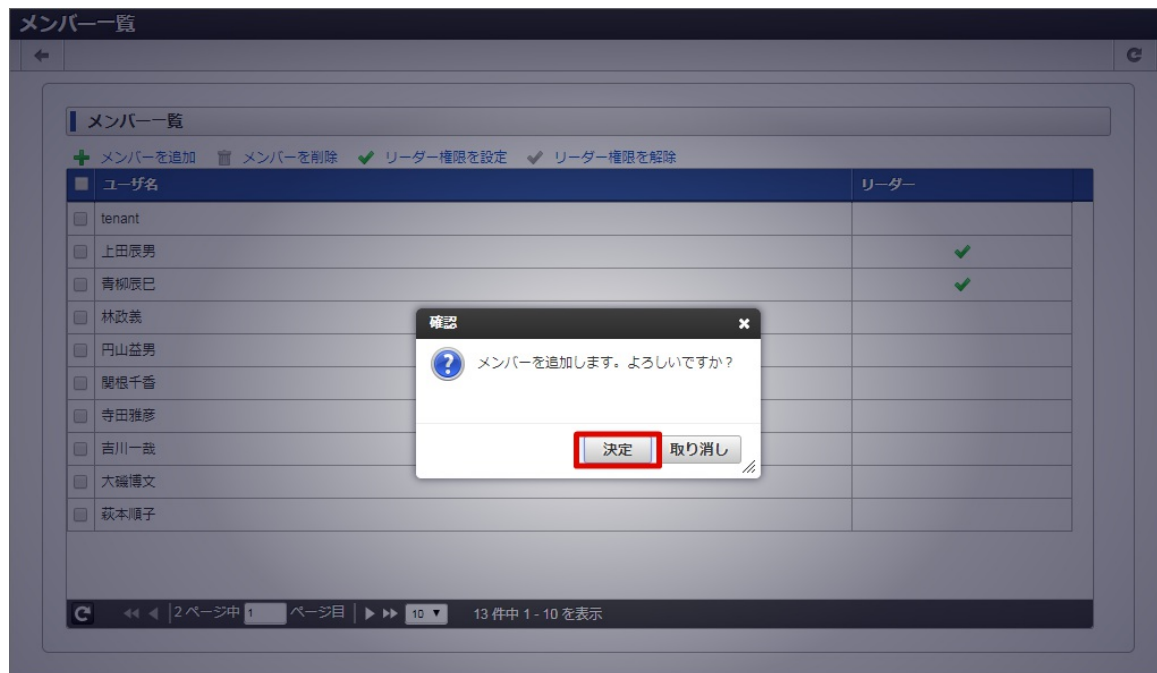 メンバー一覧
メンバー一覧
メンバーを追加 メンバーを削除 リーダー権限を設定 リーダー権限を解除
ユーザ名 リーダー
tenant
上田辰男
青柳辰巳
林政義
円山益男
関根千香
寺田雅彦
吉川一哉
大磯博文
萩本順子
確認
メンバーを追加します。よろしいですか?
決定 取り消し
2 ページ中 1 ページ目 10 13 件中 1 - 10 を表示